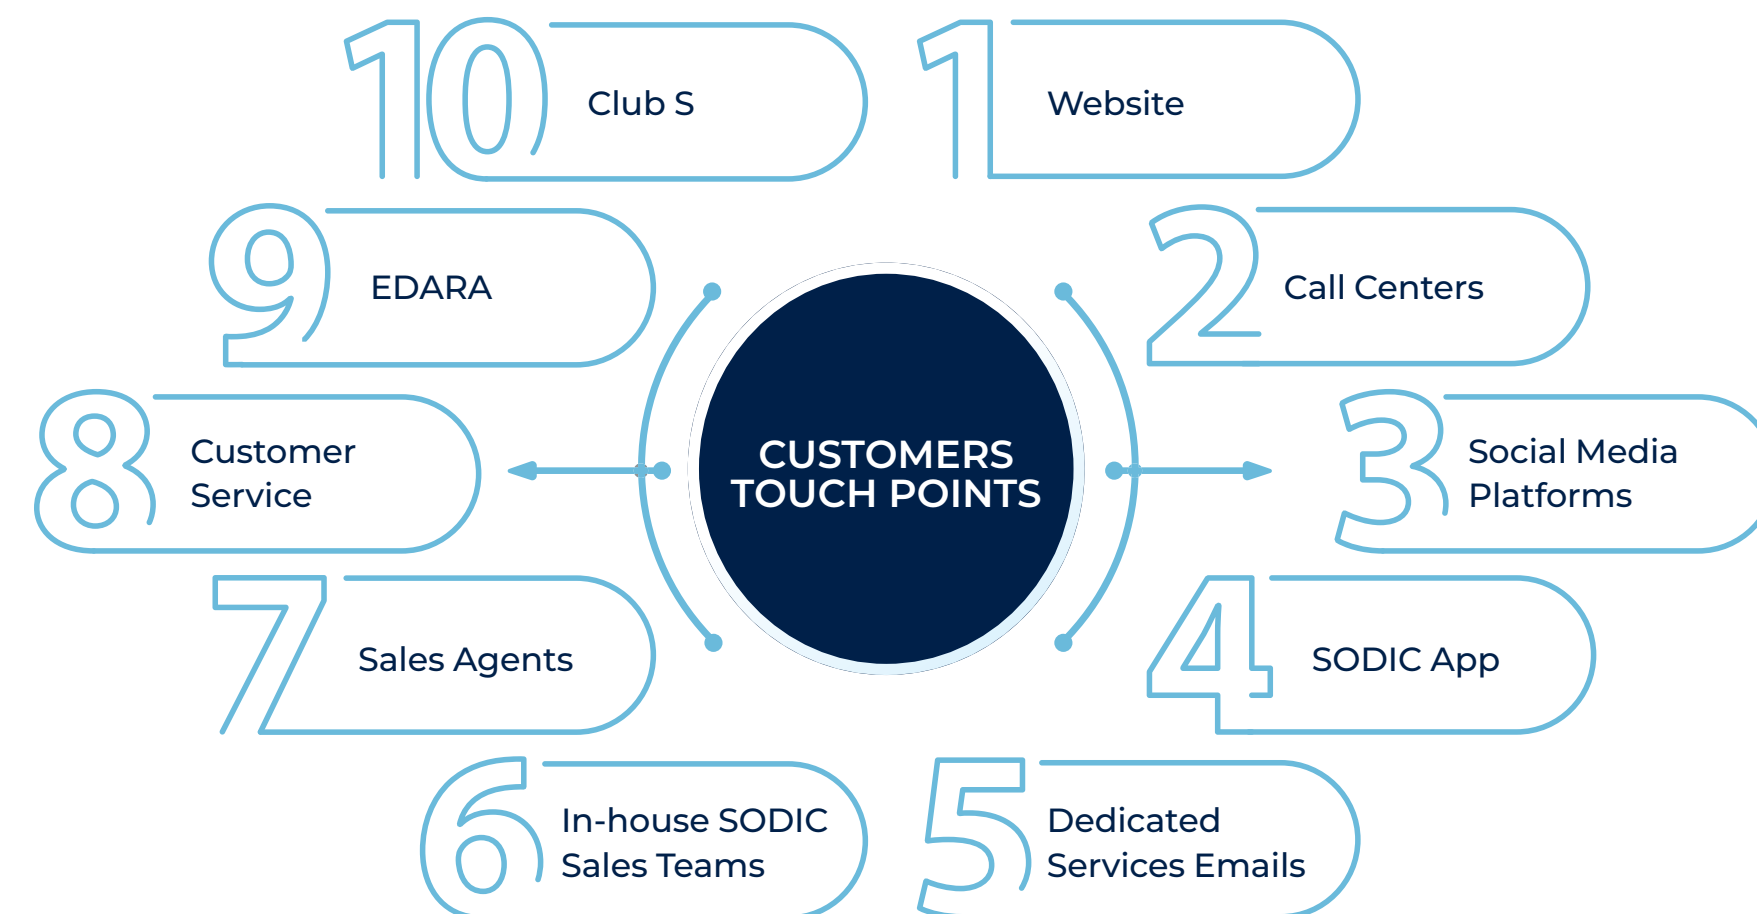 10
Club S
1
Website
9
EDARA
2
Call Centers
8
Customer
Service
CUSTOMERS
TOUCH POINTS
3
Social Media
Platforms
7
Sales Agents
4
SODIC App
6
In-house SODIC
Sales Teams
5
Dedicated
Services Emails